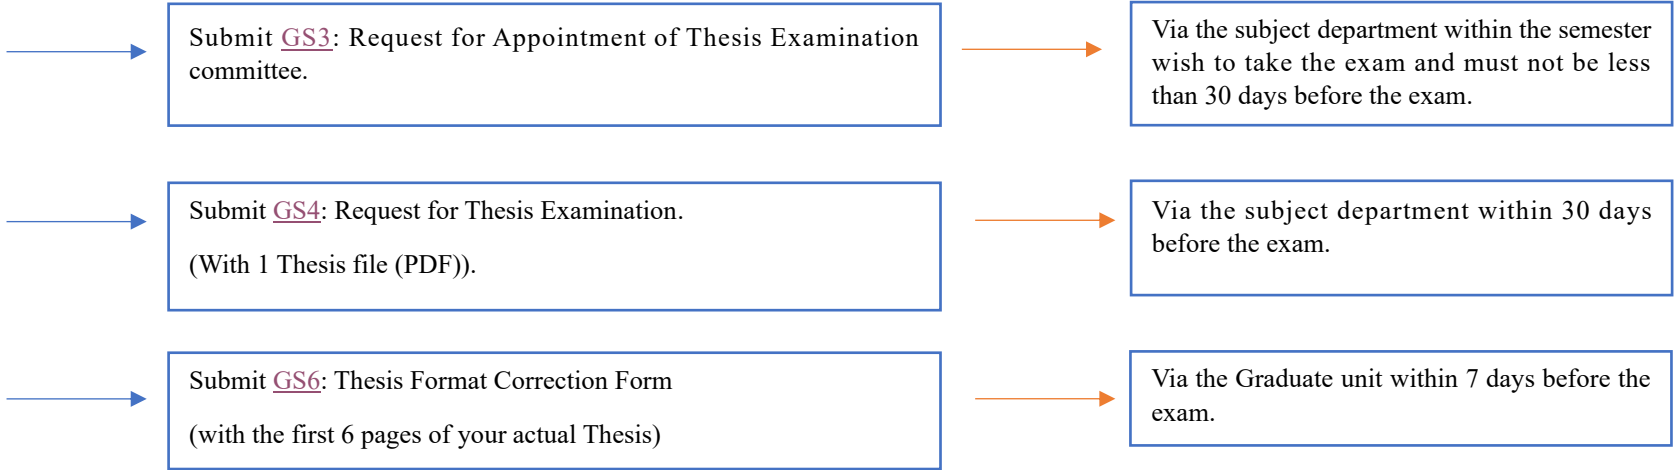 Submit GS3: Request for Appointment of Thesis Examination
committee.
Via the subject department within the semester
wish to take the exam and must not be less
than 30 days before the exam.
Submit GS4: Request for Thesis Examination.
(With 1 Thesis file (PDF)).
Via the subject department within 30 days
before the exam.
Submit GS6: Thesis Format Correction Form
(with the first 6 pages of your actual Thesis)
Via the Graduate unit within 7 days before the
exam.